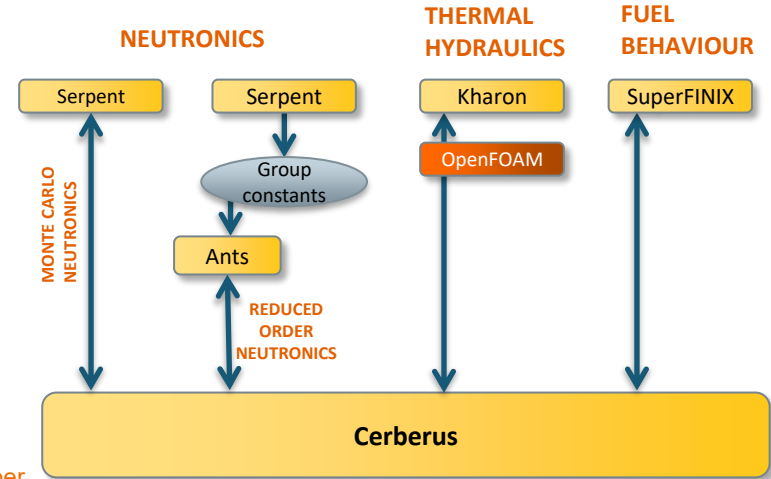 NEUTRONICS
THERMAL
HYDRAULICS
FUEL
BEHAVIOUR
Serpent
Serpent
Kharon
SuperFINIX
OpenFOAM
Group
constants
MONTE CARLO
NEUTRONICS
Ants
REDUCED
ORDER
NEUTRONICS
Cerberus